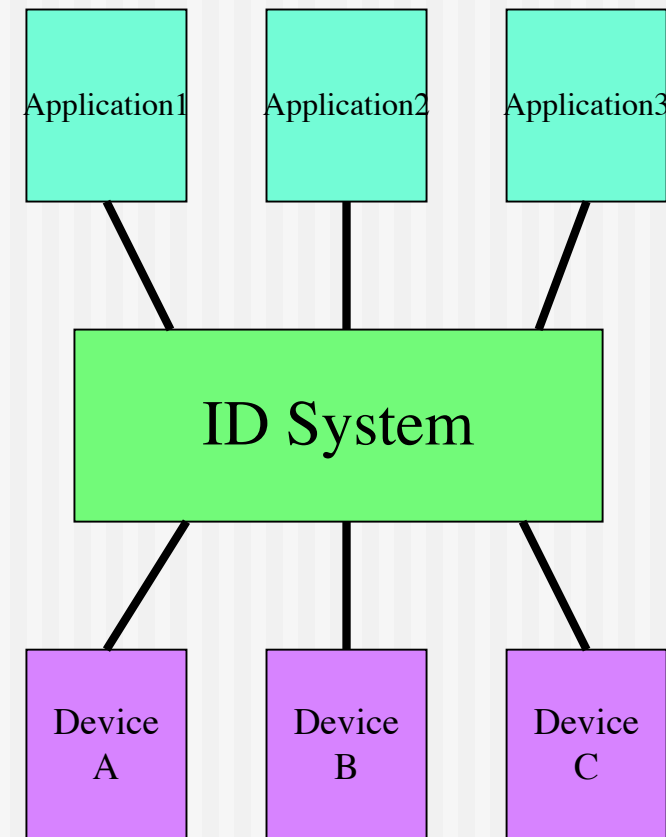 Application1
Application2
Application3
ID System
Device
A
Device
B
Device
C